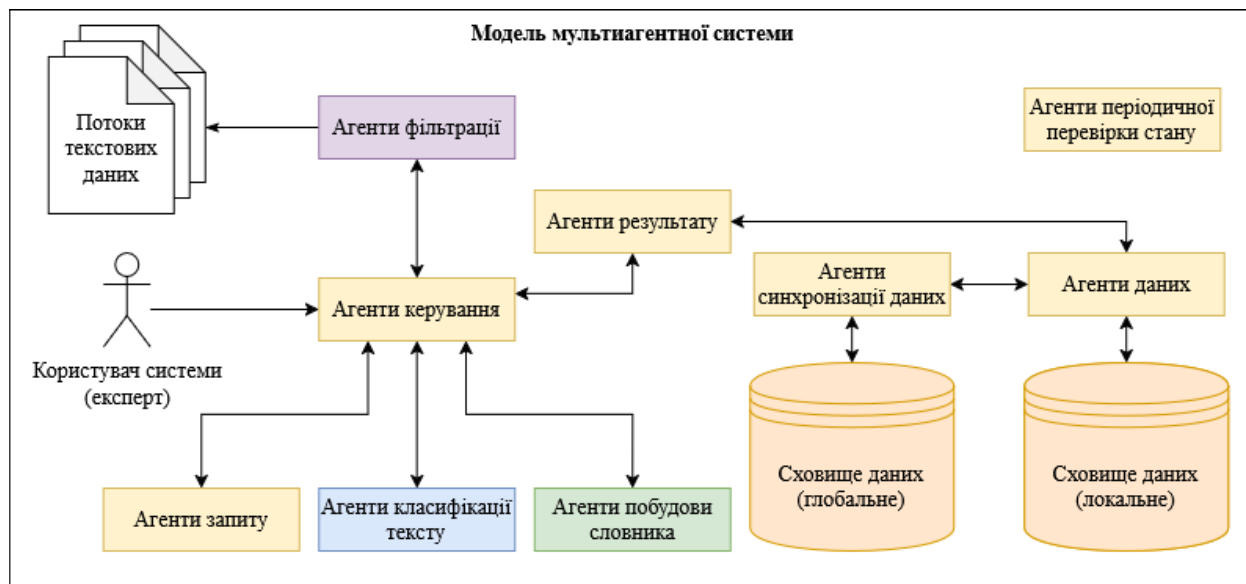 Модель мультиагентної системи
Потоки
текстових
даних
Агенти фільтрації
Агенти періодичної
перевірки стану
Агенти результату
Агенти
синхронізації даних
Агенти даних
Агенти керування
Користувач системи
(експерт)
Агенти запиту
Агенти класифікації
тексту
Агенти побудови
словника
Сховище даних
(глобальне)
Сховище даних
(локальне)